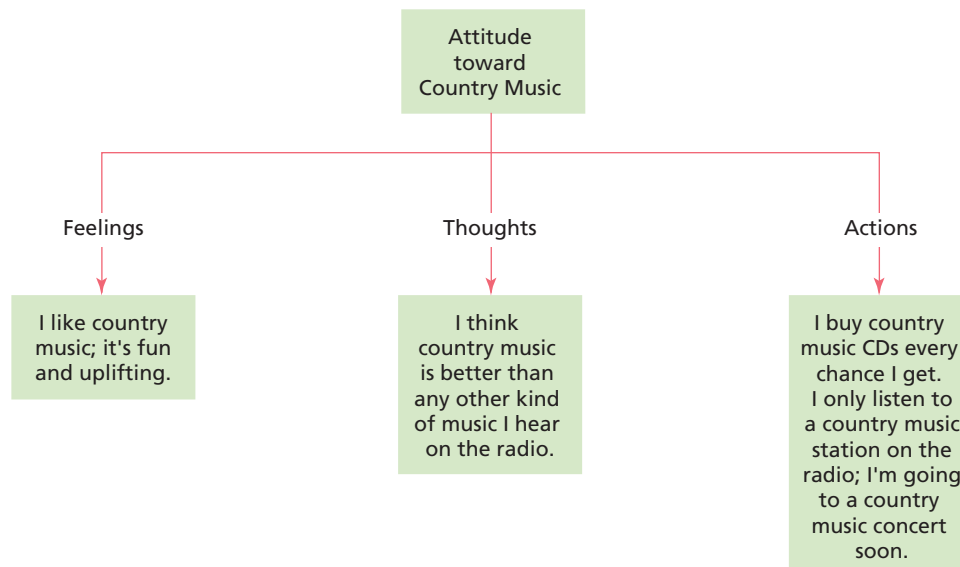 Attitude
toward
Country Music
Feelings
Thoughts
Actions
I like country
music; it's fun
and uplifting.
I think
country music
is better than
any other kind
of music I hear
on the radio.
I buy country
music CDs every
chance I get.
I only listen to
a country music
station on the
radio; I'm going
to a country
music concert
soon.